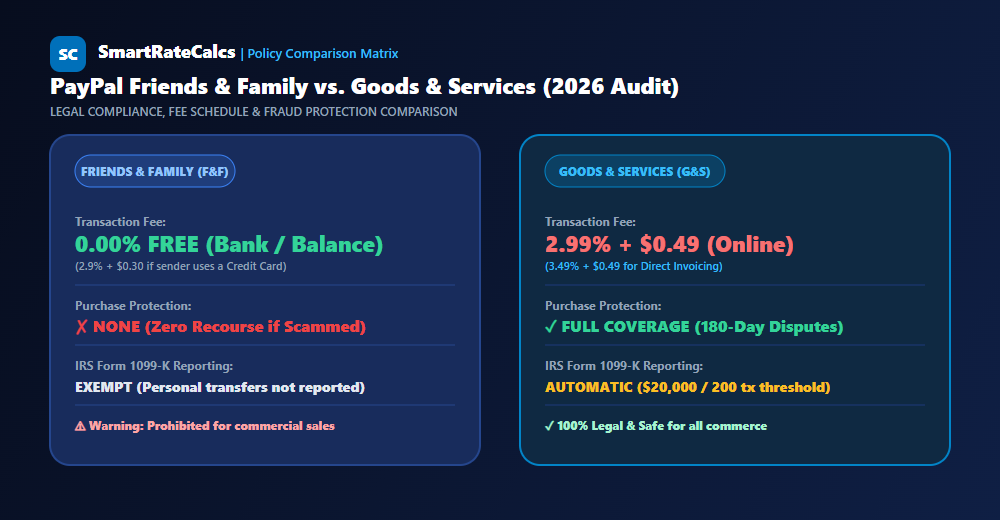 SC
SmartRateCalcs | Policy Comparison Matrix
PayPal Friends & Family vs. Goods & Services (2026 Audit)
LEGAL COMPLIANCE, FEE SCHEDULE & FRAUD PROTECTION COMPARISON
FRIENDS & FAMILY (F&F)
Transaction Fee:
0.00% FREE (Bank / Balance)
(2.9% + $0.30 if sender uses a Credit Card)
Purchase Protection:
✗ NONE (Zero Recourse if Scammed)
IRS Form 1099-K Reporting:
EXEMPT (Personal transfers not reported)
⚠ Warning: Prohibited for commercial sales
GOODS & SERVICES (G&S)
Transaction Fee:
2.99% + $0.49 (Online)
(3.49% + $0.49 for Direct Invoicing)
Purchase Protection:
✓ FULL COVERAGE (180-Day Disputes)
IRS Form 1099-K Reporting:
AUTOMATIC ($20,000 / 200 tx threshold)
✓ 100% Legal & Safe for all commerce